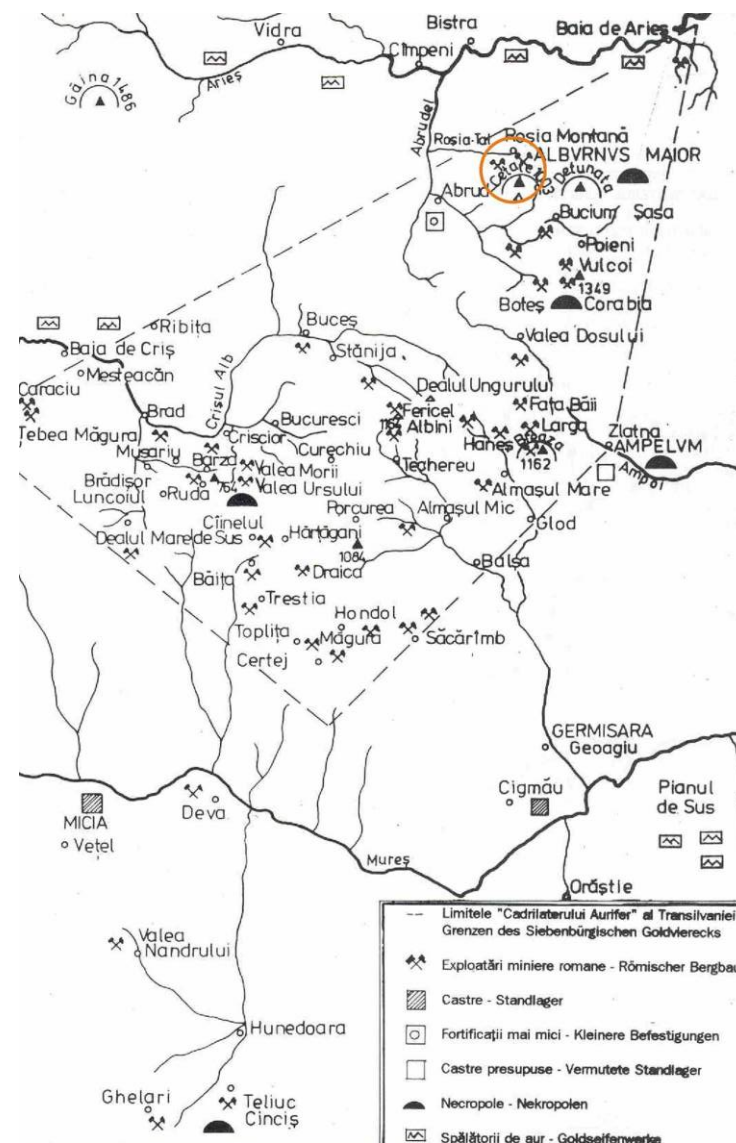 Vidra
Bistra
Baia de Arieș
Cîmpeni
Arieș
Găina 1486
Abrudel
Roșia-Tal
Roșia Montană
ALBVRNVS MAIOR
Cetate
Detunata
Abrud
Bucium Șasa
Poieni
Vulcoi
1349
Boteș
Corabia
Valea Dosului
Ribița
Buceș
Baia de Criș
Stănija
Mesteacăn
Crișul Alb
Dealul Ungurului
Caraciu
Brad
Bucuresci
Fericel
Fața Băii
Albini
Larga
Zlatna
Tebea Măgura
Criscior
Haneș
Breaza
AMPELVM
Musariu
Barza
Curechiu
1162
Ampoi
Valea Morii
Techereu
Brădișor
Ruda
764
Valea Ursului
Almașul Mare
Luncoiul
Porcurea
Almașul Mic
Cîinelul
Hărțăgani
Glod
Dealul Mare
de Sus
1084
Balșa
Băița
Draica
Trestia
Hondol
Toplița
Măgura
Săcărîmb
Certej
GERMISARA
Geoagiu
Cigmău
Pianul
de Sus
MICIA
Deva
Vețel
Mureș
Orăștie
Valea
Nandrului
Hunedoara
Ghelari
Teliuc
Cinciș
Limitele "Cadrilaterului Aurifer" al Transilvaniei
Grenzen des Siebenbürgischen Goldvierecks
Exploatări miniere romane - Römischer Bergbau
Castre - Standlager
Fortificații mai mici - Kleinere Befestigungen
Castre presupuse - Vermutete Standlager
Necropole - Nekropolen
Spălătorii de aur - Goldseifenwerke